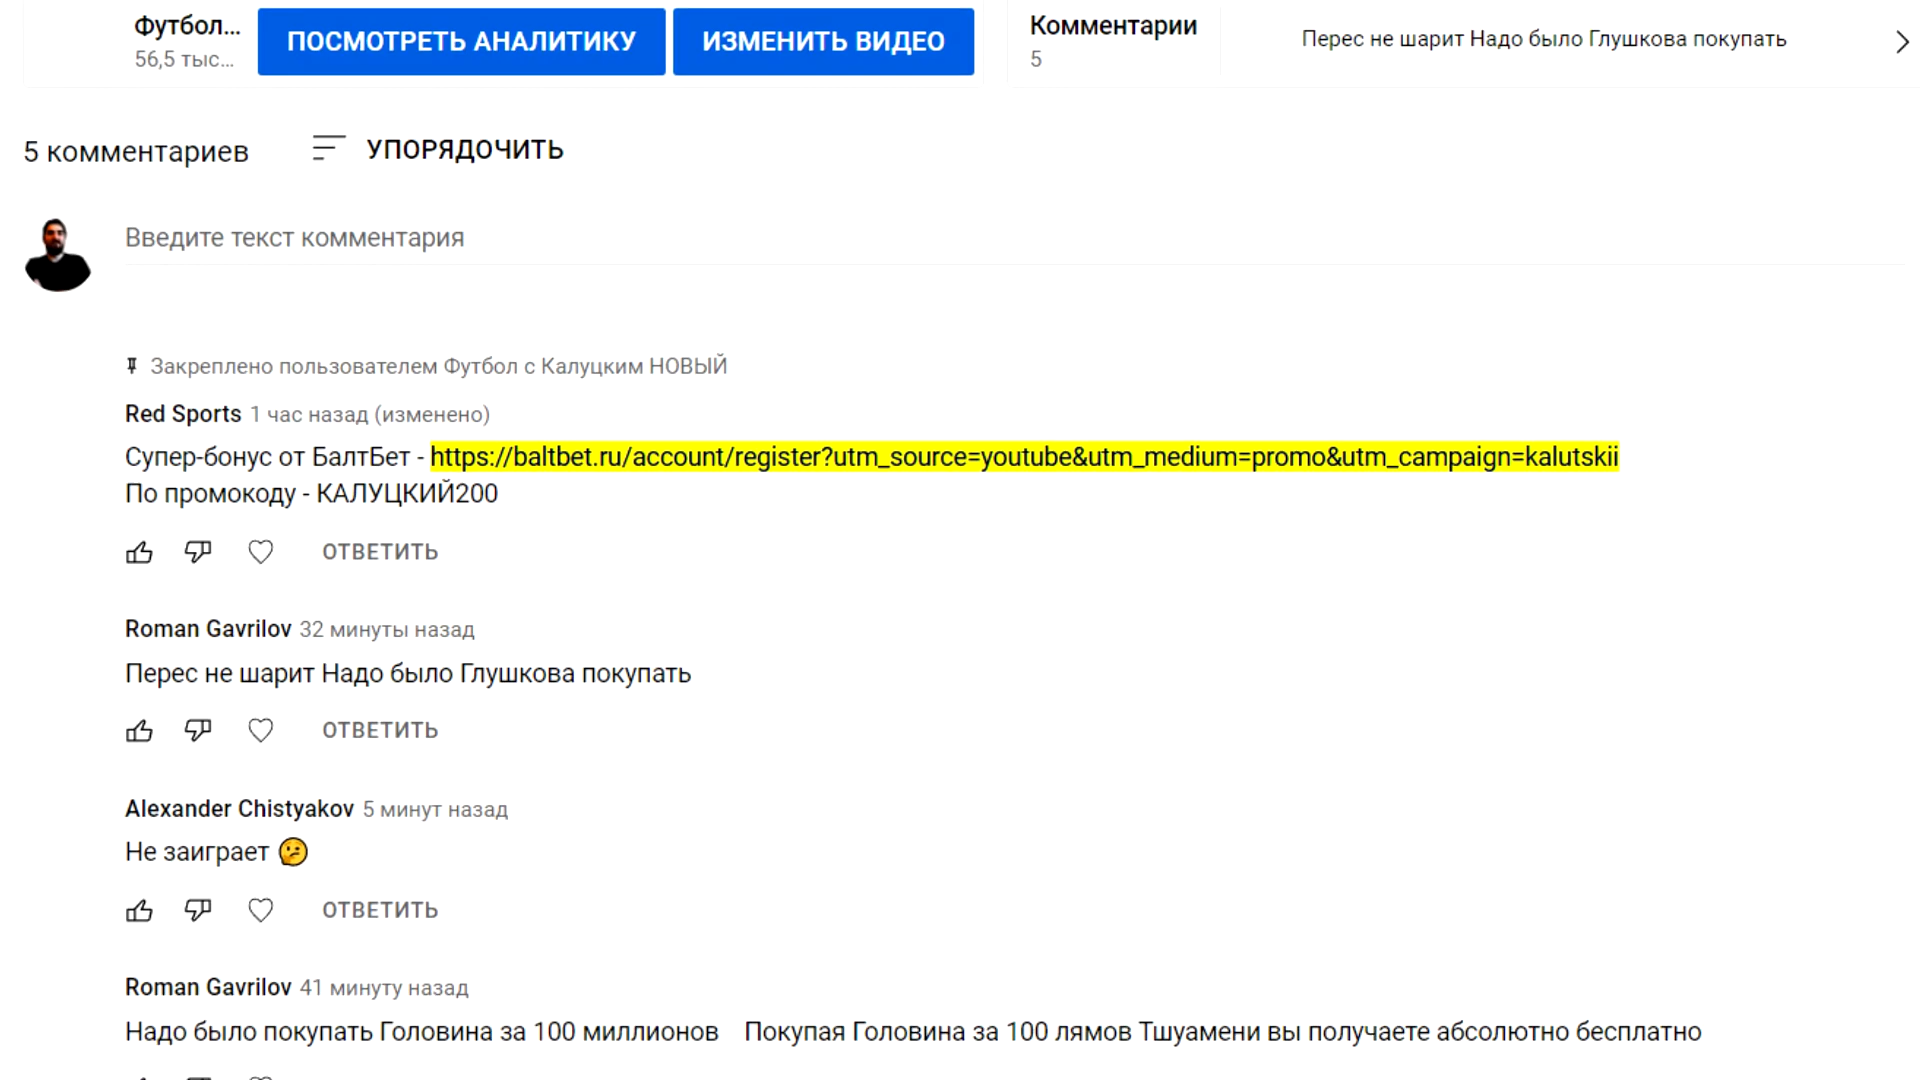 Футбол...
56,5 тыс...
ПОСМОТРЕТЬ АНАЛИТИКУ
ИЗМЕНИТЬ ВИДЕО
Комментарии
5
Перес не шарит Надо было Глушкова покупать
5 комментариев
УПОРЯДОЧИТЬ
Введите текст комментария
Закреплено пользователем Футбол с Калуцким НОВЫЙ
Red Sports 1 час назад (изменено)
Супер-бонус от БалтБет - https://baltbet.ru/account/register?utm_source=youtube&utm_medium=promo&utm_campaign=kalutskii
По промокоду - КАЛУЦКИЙ200
ОТВЕТИТЬ
Roman Gavrilov 32 минуты назад
Перес не шарит Надо было Глушкова покупать
ОТВЕТИТЬ
Alexander Chistyakov 5 минут назад
Не заиграет 🤔
ОТВЕТИТЬ
Roman Gavrilov 41 минуту назад
Надо было покупать Головина за 100 миллионов Покупая Головина за 100 лямов Тшуамени вы получаете абсолютно бесплатно